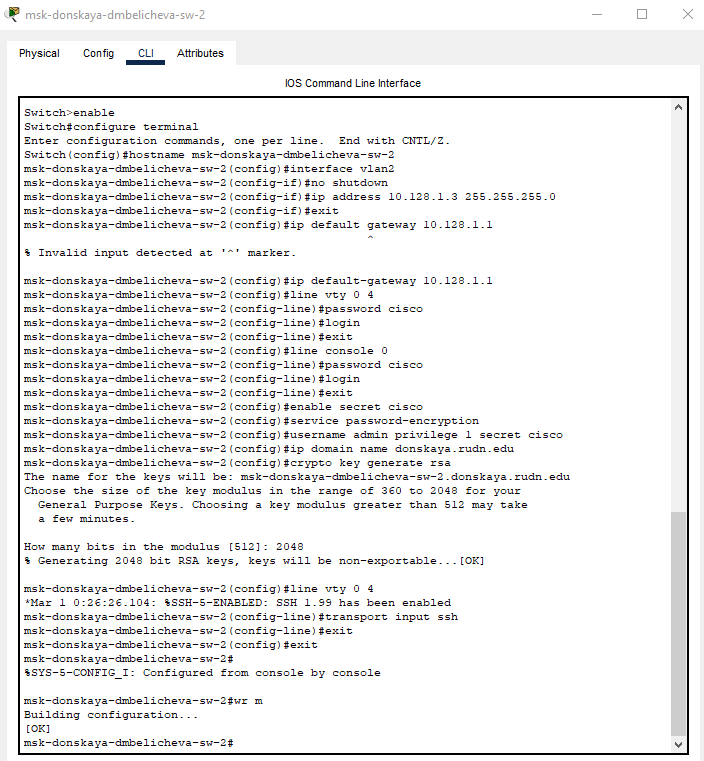 msk-donskaya-dmbelicheva-sw-2
Physical Config CLI Attributes
IOS Command Line Interface
Switch>enable
Switch#configure terminal
Enter configuration commands, one per line.  End with CNTL/Z.
Switch(config)#hostname msk-donskaya-dmbelicheva-sw-2
msk-donskaya-dmbelicheva-sw-2(config)#interface vlan2
msk-donskaya-dmbelicheva-sw-2(config-if)#no shutdown
msk-donskaya-dmbelicheva-sw-2(config-if)#ip address 10.128.1.3 255.255.255.0
msk-donskaya-dmbelicheva-sw-2(config-if)#exit
msk-donskaya-dmbelicheva-sw-2(config)#ip default gateway 10.128.1.1
^
% Invalid input detected at '^' marker.
msk-donskaya-dmbelicheva-sw-2(config)#ip default-gateway 10.128.1.1
msk-donskaya-dmbelicheva-sw-2(config)#line vty 0 4
msk-donskaya-dmbelicheva-sw-2(config-line)#password cisco
msk-donskaya-dmbelicheva-sw-2(config-line)#login
msk-donskaya-dmbelicheva-sw-2(config-line)#exit
msk-donskaya-dmbelicheva-sw-2(config)#line console 0
msk-donskaya-dmbelicheva-sw-2(config-line)#password cisco
msk-donskaya-dmbelicheva-sw-2(config-line)#login
msk-donskaya-dmbelicheva-sw-2(config-line)#exit
msk-donskaya-dmbelicheva-sw-2(config)#enable secret cisco
msk-donskaya-dmbelicheva-sw-2(config)#service password-encryption
msk-donskaya-dmbelicheva-sw-2(config)#username admin privilege 1 secret cisco
msk-donskaya-dmbelicheva-sw-2(config)#ip domain name donskaya.rudn.edu
msk-donskaya-dmbelicheva-sw-2(config)#crypto key generate rsa
The name for the keys will be: msk-donskaya-dmbelicheva-sw-2.donskaya.rudn.edu
Choose the size of the key modulus in the range of 360 to 2048 for your
General Purpose Keys. Choosing a key modulus greater than 512 may take
a few minutes.
How many bits in the modulus [512]: 2048
% Generating 2048 bit RSA keys, keys will be non-exportable...[OK]
msk-donskaya-dmbelicheva-sw-2(config)#line vty 0 4
*Mar 1 0:26:26.104: %SSH-5-ENABLED: SSH 1.99 has been enabled
msk-donskaya-dmbelicheva-sw-2(config-line)#transport input ssh
msk-donskaya-dmbelicheva-sw-2(config-line)#exit
msk-donskaya-dmbelicheva-sw-2(config)#exit
msk-donskaya-dmbelicheva-sw-2#
%SYS-5-CONFIG_I: Configured from console by console
msk-donskaya-dmbelicheva-sw-2#wr m
Building configuration...
[OK]
msk-donskaya-dmbelicheva-sw-2#